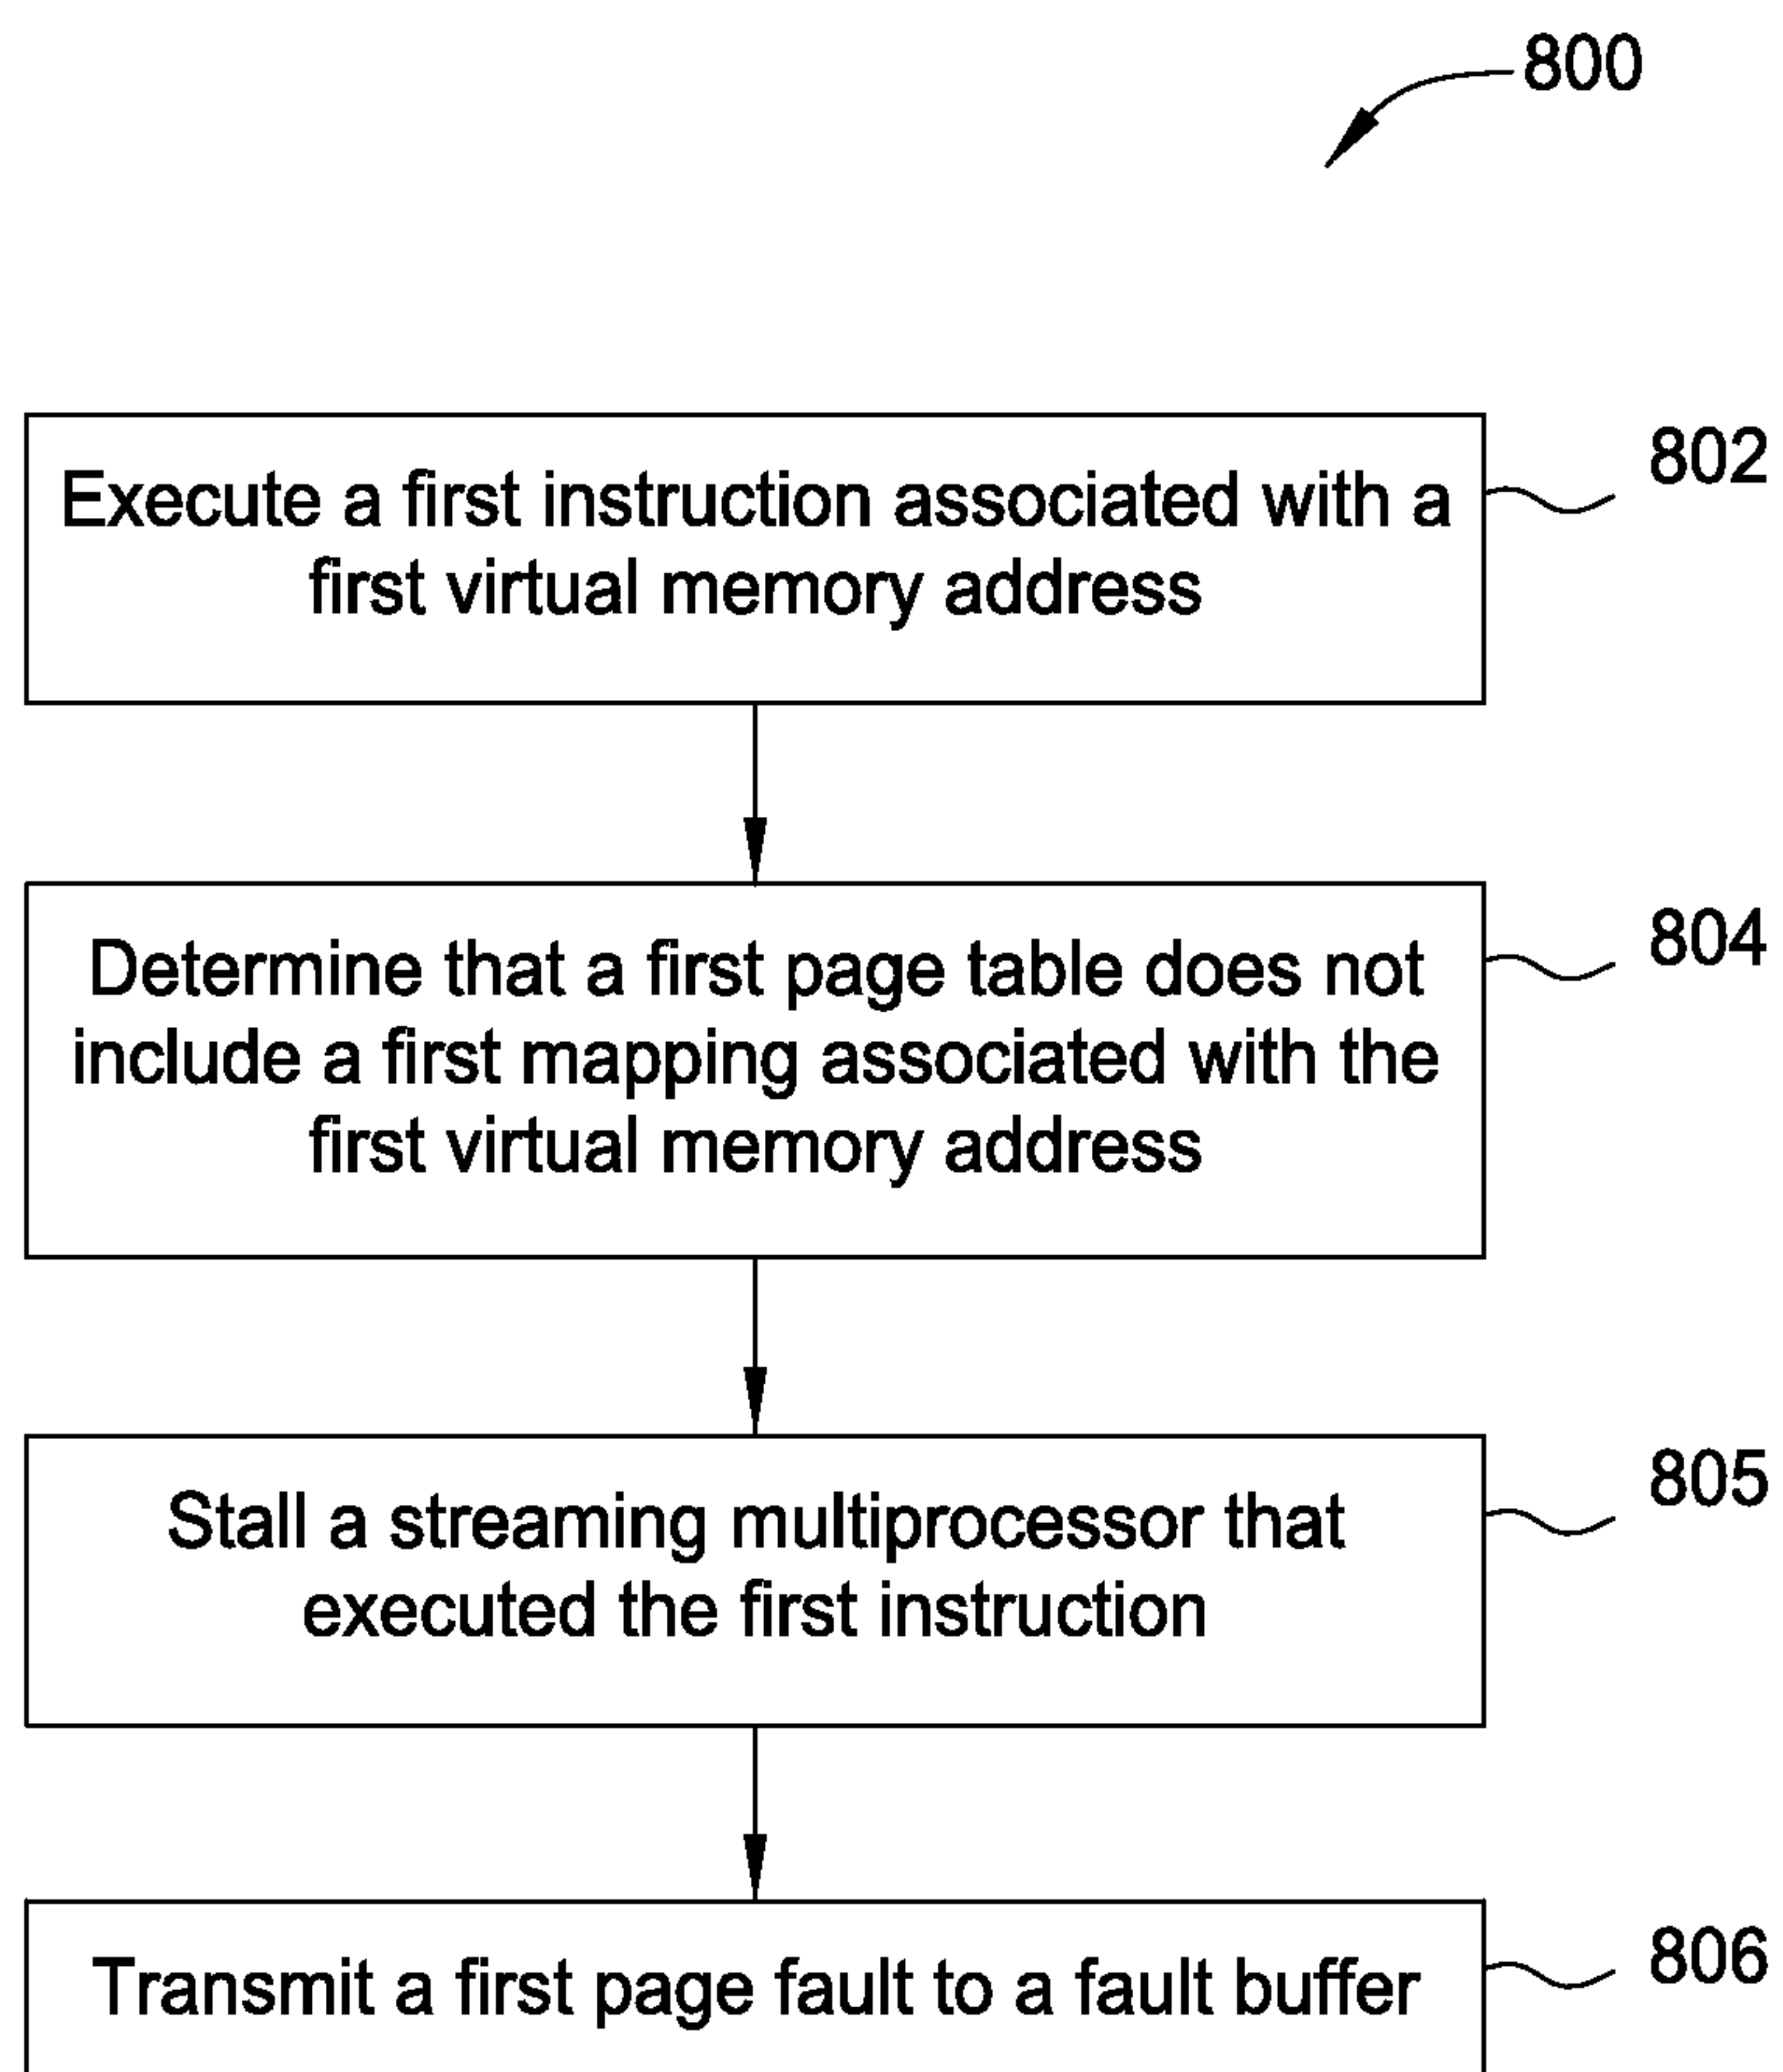 800
Execute a first instruction associated with a
first virtual memory address
802
Determine that a first page table does not
include a first mapping associated with the
first virtual memory address
804
Stall a streaming multiprocessor that
executed the first instruction
805
Transmit a first page fault to a fault buffer
806